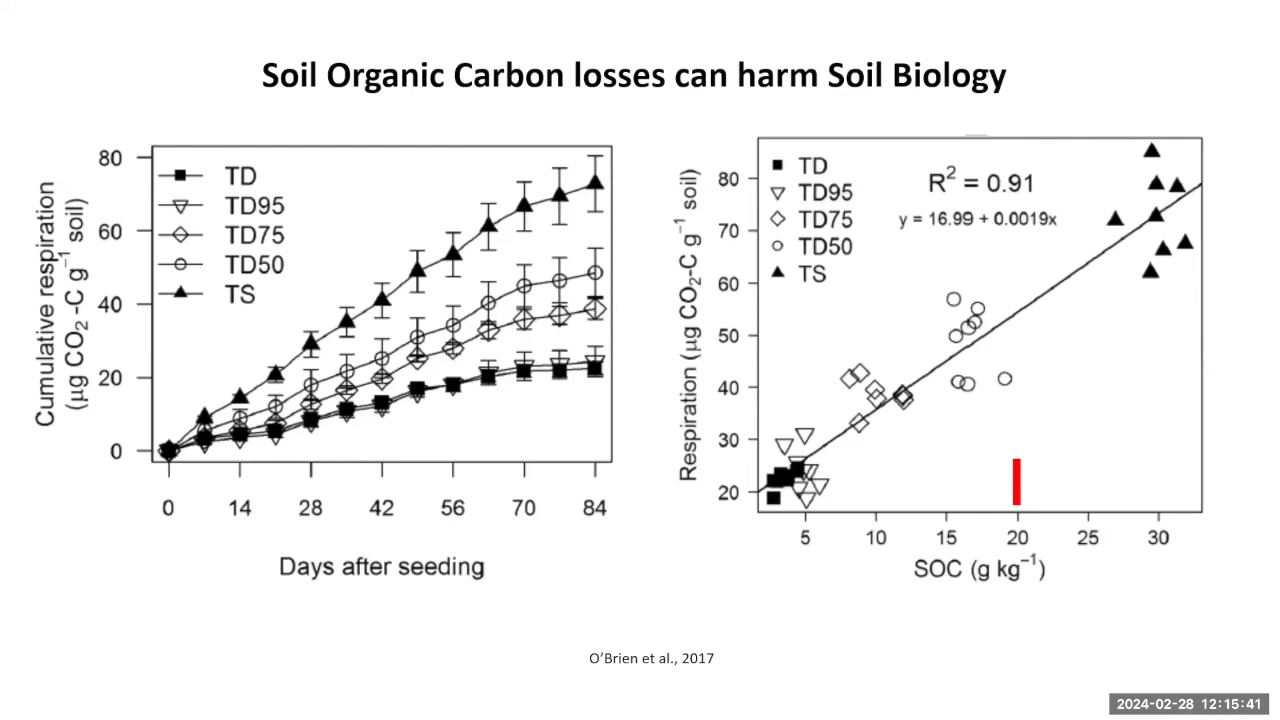 Soil Organic Carbon losses can harm Soil Biology
80
60
40
20
0
Cumulative respiration
(µg CO₂-C g⁻¹ soil)
TD
TD95
TD75
TD50
TS
0 14 28 42 56 70 84
Days after seeding
80
70
60
50
40
30
20
Respiration (µg CO₂-C g⁻¹ soil)
TD
TD95
TD75
TD50
TS
R² = 0.91
y = 16.99 + 0.0019x
5 10 15 20 25 30
SOC (g kg⁻¹)
O’Brien et al., 2017
2024-02-28 12:15:41